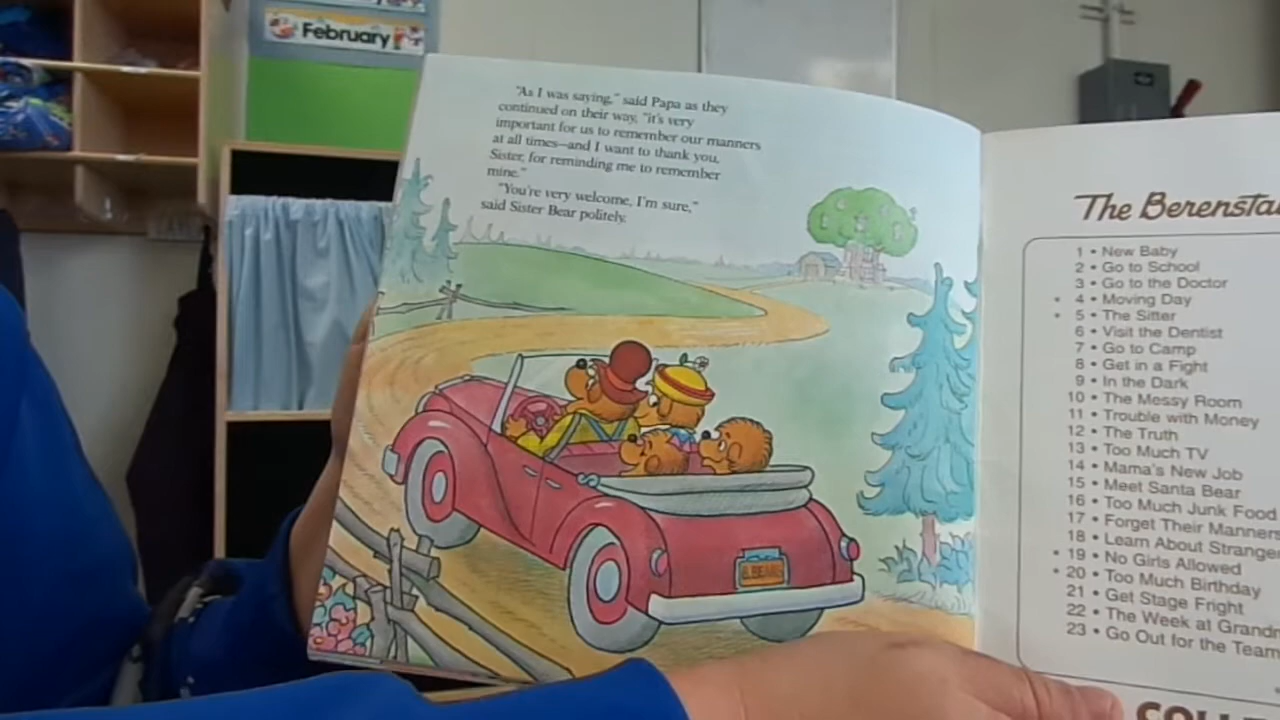 February
"As I was saying," said Papa as they
continued on their way, "it's very
important for us to remember our manners
at all times—and I want to thank you,
Sister, for reminding me to remember
mine."
"You're very welcome, I'm sure,"
said Sister Bear politely.
B.BEARS
The Berensta
1 • New Baby
2 • Go to School
3 • Go to the Doctor
• 4 • Moving Day
• 5 • The Sitter
6 • Visit the Dentist
7 • Go to Camp
8 • Get in a Fight
9 • In the Dark
10 • The Messy Room
11 • Trouble with Money
12 • The Truth
13 • Too Much TV
14 • Mama's New Job
15 • Meet Santa Bear
16 • Too Much Junk Food
17 • Forget Their Manners
18 • Learn About Strange
• 19 • No Girls Allowed
• 20 • Too Much Birthday
21 • Get Stage Fright
22 • The Week at Grandm
23 • Go Out for the Team